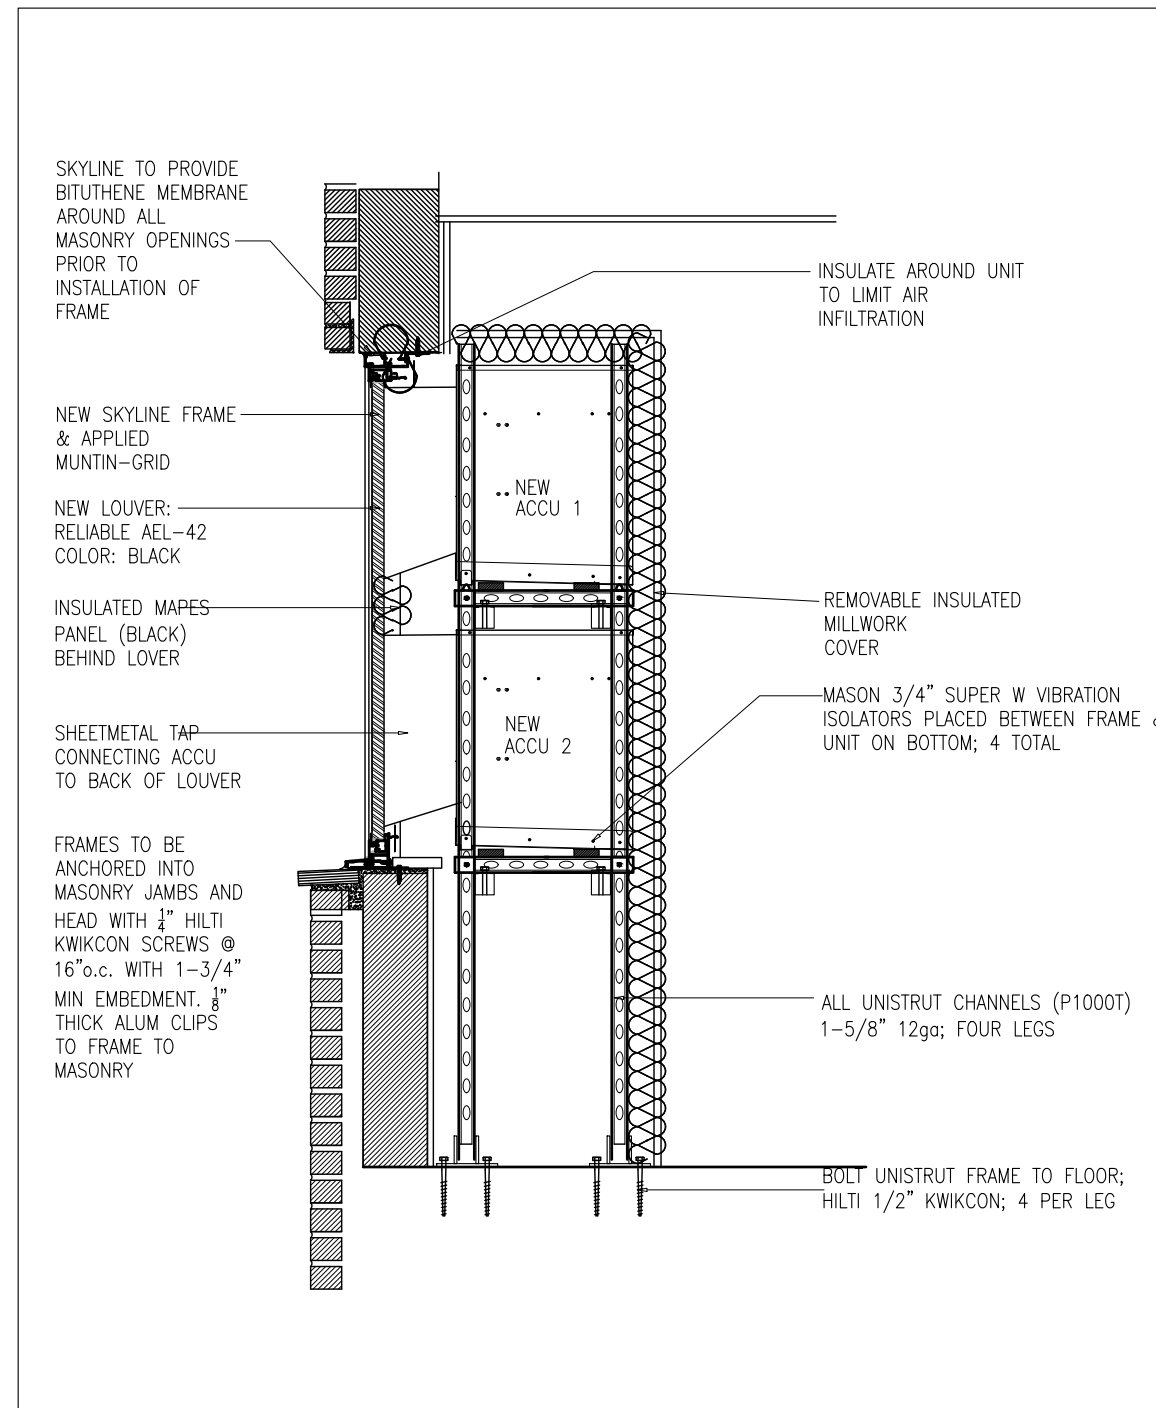 SKYLINE TO PROVIDE
BITUTHENE MEMBRANE
AROUND ALL
MASONRY OPENINGS
PRIOR TO
INSTALLATION OF
FRAME
NEW SKYLINE FRAME
& APPLIED
MUNTIN-GRID
NEW LOUVER:
RELIABLE AEL-42
COLOR: BLACK
INSULATED MAPES
PANEL (BLACK)
BEHIND LOVER
SHEETMETAL TAP
CONNECTING ACCU
TO BACK OF LOUVER
FRAMES TO BE
ANCHORED INTO
MASONRY JAMBS AND
HEAD WITH 1/4" HILTI
KWIKCON SCREWS @
16"o.c. WITH 1-3/4"
MIN EMBEDMENT. 1/8"
THICK ALUM CLIPS
TO FRAME TO
MASONRY
NEW
ACCU 1
NEW
ACCU 2
INSULATE AROUND UNIT
TO LIMIT AIR
INFILTRATION
REMOVABLE INSULATED
MILLWORK
COVER
MASON 3/4" SUPER W VIBRATION
ISOLATORS PLACED BETWEEN FRAME &
UNIT ON BOTTOM; 4 TOTAL
ALL UNISTRUT CHANNELS (P1000T)
1-5/8" 12ga; FOUR LEGS
BOLT UNISTRUT FRAME TO FLOOR;
HILTI 1/2" KWIKCON; 4 PER LEG